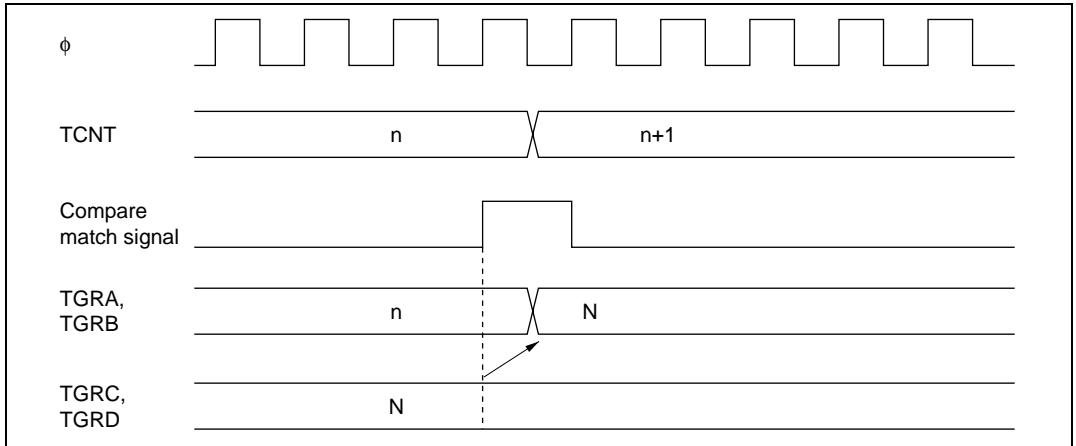 ϕ
TCNT
n
n+1
Compare
match signal
TGRA,
TGRB
n
N
TGRC,
TGRD
N